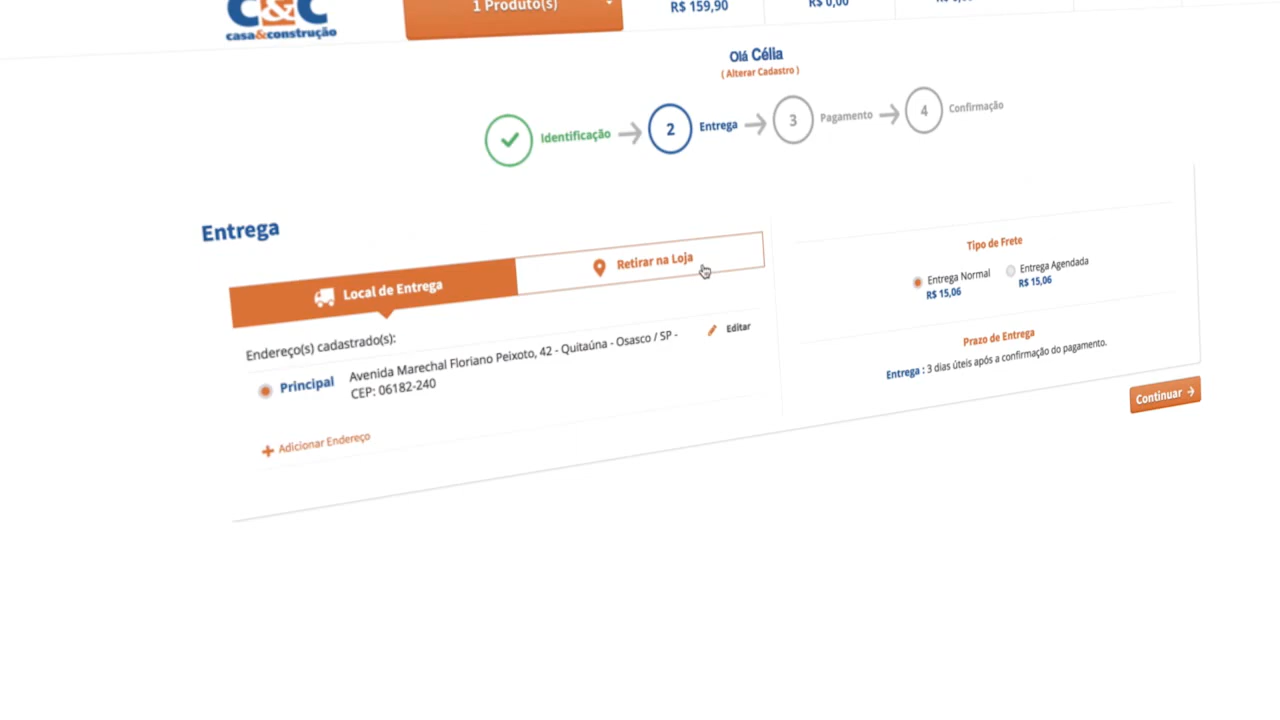 C&C
casa&construção
1 Produto(s)
R$ 159,90
R$ 0,00
Olá Célia
( Alterar Cadastro )
Identificação
2 Entrega
3 Pagamento
4 Confirmação
Entrega
Local de Entrega
Retirar na Loja
Endereço(s) cadastrado(s):
Principal
Avenida Marechal Floriano Peixoto, 42 - Quitaúna - Osasco / SP -
CEP: 06182-240
Editar
Adicionar Endereço
Tipo de Frete
Entrega Normal
R$ 15,06
Entrega Agendada
R$ 15,06
Prazo de Entrega
Entrega : 3 dias úteis após a confirmação do pagamento.
Continuar